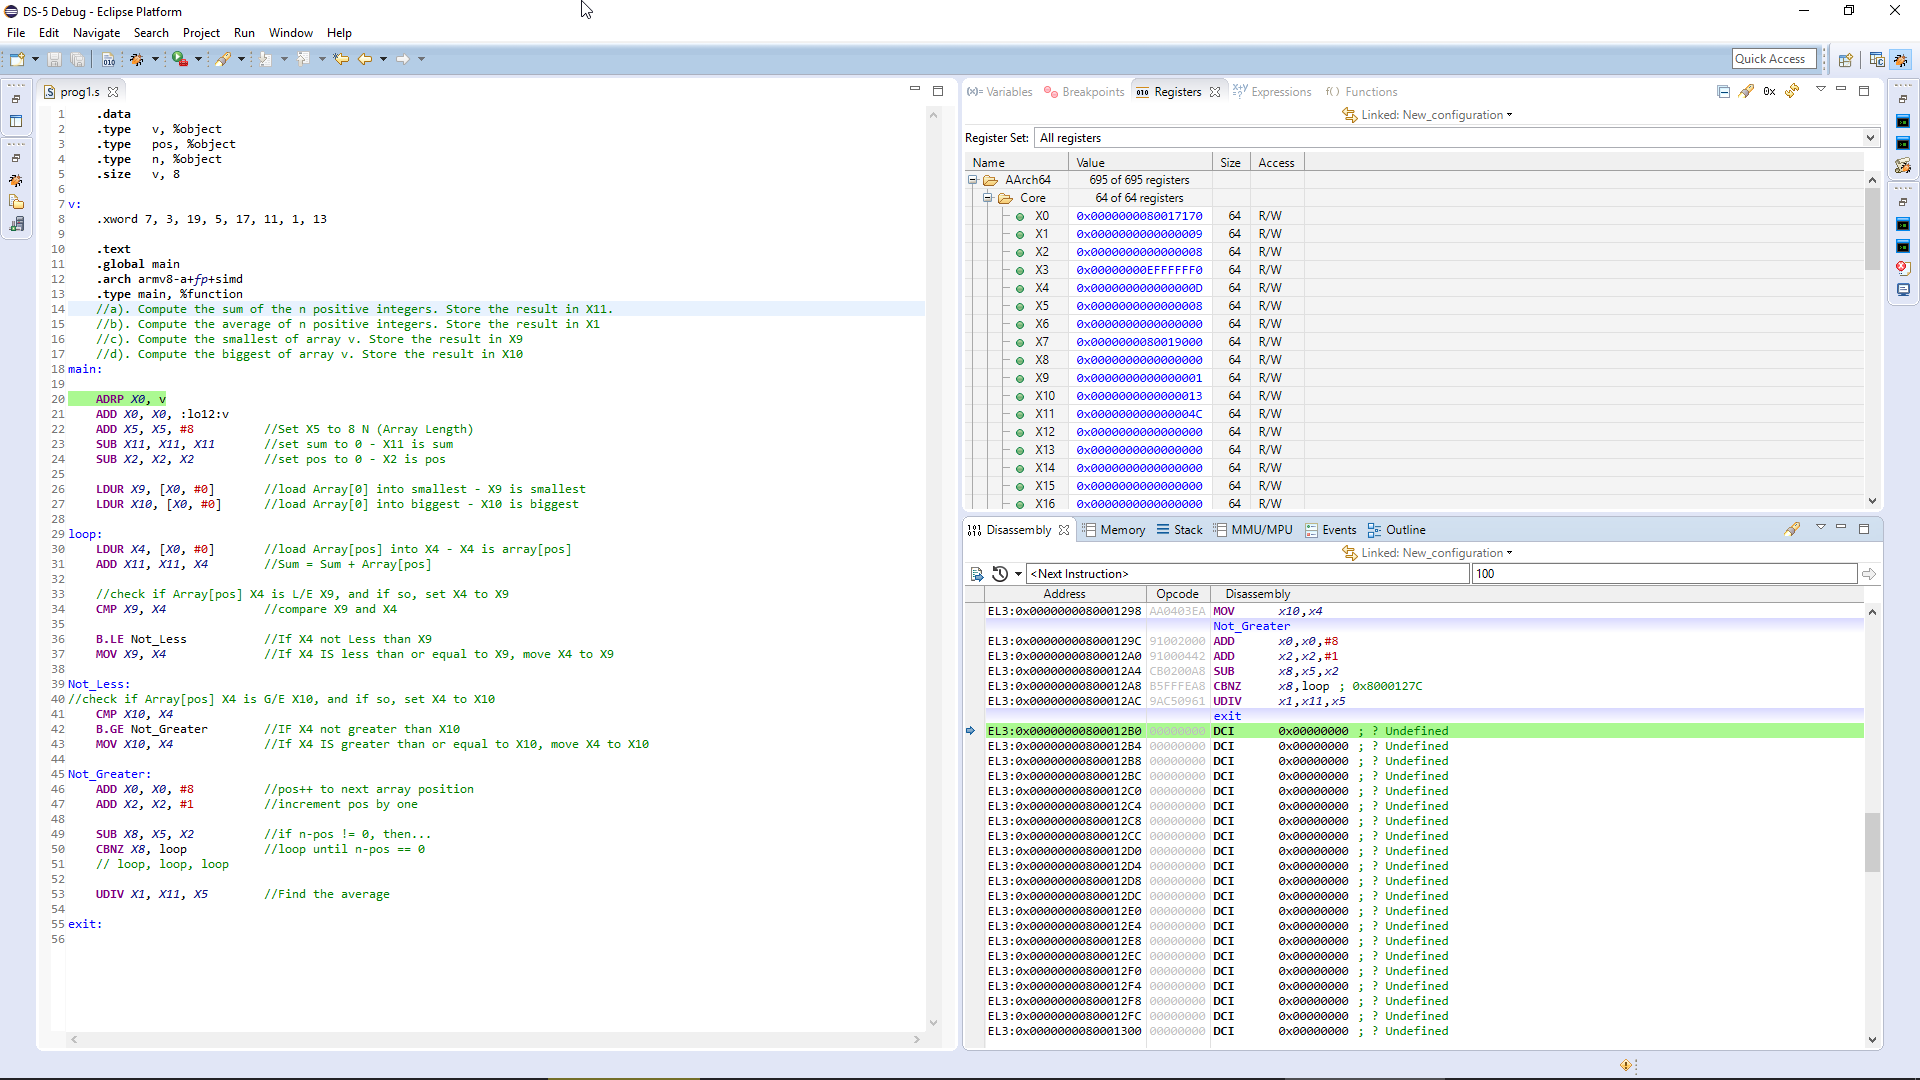 DS-5 Debug - Eclipse Platform
File Edit Navigate Search Project Run Window Help
Quick Access
prog1.s
1 .data
2 .type v, %object
3 .type pos, %object
4 .type n, %object
5 .size v, 8
6
7 v:
8 .xword 7, 3, 19, 5, 17, 11, 1, 13
9
10 .text
11 .global main
12 .arch armv8-a+fp+simd
13 .type main, %function
14 //a). Compute the sum of the n positive integers. Store the result in X11.
15 //b). Compute the average of n positive integers. Store the result in X1
16 //c). Compute the smallest of array v. Store the result in X9
17 //d). Compute the biggest of array v. Store the result in X10
18 main:
19
20 ADRP X0, v
21 ADD X0, X0, :lo12:v
22 ADD X5, X5, #8 //Set X5 to 8 N (Array Length)
23 SUB X11, X11, X11 //set sum to 0 - X11 is sum
24 SUB X2, X2, X2 //set pos to 0 - X2 is pos
25
26 LDUR X9, [X0, #0] //load Array[0] into smallest - X9 is smallest
27 LDUR X10, [X0, #0] //load Array[0] into biggest - X10 is biggest
28
29 loop:
30 LDUR X4, [X0, #0] //load Array[pos] into X4 - X4 is array[pos]
31 ADD X11, X11, X4 //Sum = Sum + Array[pos]
32
33 //check if Array[pos] X4 is L/E X9, and if so, set X4 to X9
34 CMP X9, X4 //compare X9 and X4
35
36 B.LE Not_Less //If X4 not Less than X9
37 MOV X9, X4 //If X4 IS less than or equal to X9, move X4 to X9
38
39 Not_Less:
40 //check if Array[pos] X4 is G/E X10, and if so, set X4 to X10
41 CMP X10, X4
42 B.GE Not_Greater //IF X4 not greater than X10
43 MOV X10, X4 //If X4 IS greater than or equal to X10, move X4 to X10
44
45 Not_Greater:
46 ADD X0, X0, #8 //pos++ to next array position
47 ADD X2, X2, #1 //increment pos by one
48
49 SUB X8, X5, X2 //if n-pos != 0, then...
50 CBNZ X8, loop //loop until n-pos == 0
51 // loop, loop, loop
52
53 UDIV X1, X11, X5 //Find the average
54
55 exit:
56
(x)= Variables Breakpoints Registers Expressions f() Functions
0x
Linked: New_configuration
Register Set: All registers
Name Value Size Access
AArch64 695 of 695 registers
Core 64 of 64 registers
X0 0x0000000080017170 64 R/W
X1 0x0000000000000009 64 R/W
X2 0x0000000000000008 64 R/W
X3 0x00000000EFFFFFF0 64 R/W
X4 0x000000000000000D 64 R/W
X5 0x0000000000000008 64 R/W
X6 0x0000000000000000 64 R/W
X7 0x0000000080019000 64 R/W
X8 0x0000000000000000 64 R/W
X9 0x0000000000000001 64 R/W
X10 0x0000000000000013 64 R/W
X11 0x000000000000004C 64 R/W
X12 0x0000000000000000 64 R/W
X13 0x0000000000000000 64 R/W
X14 0x0000000000000000 64 R/W
X15 0x0000000000000000 64 R/W
X16 0x0000000000000000 64 R/W
Disassembly Memory Stack MMU/MPU Events Outline
Linked: New_configuration
<Next Instruction> 100
Address Opcode Disassembly
EL3:0x0000000080001298 AA0403EA MOV x10,x4
Not_Greater
EL3:0x000000008000129C 91002000 ADD x0,x0,#8
EL3:0x00000000800012A0 91000442 ADD x2,x2,#1
EL3:0x00000000800012A4 CB0200A8 SUB x8,x5,x2
EL3:0x00000000800012A8 B5FFFEA8 CBNZ x8,loop ; 0x8000127C
EL3:0x00000000800012AC 9AC50961 UDIV x1,x11,x5
exit
EL3:0x00000000800012B0 00000000 DCI 0x00000000 ; ? Undefined
EL3:0x00000000800012B4 00000000 DCI 0x00000000 ; ? Undefined
EL3:0x00000000800012B8 00000000 DCI 0x00000000 ; ? Undefined
EL3:0x00000000800012BC 00000000 DCI 0x00000000 ; ? Undefined
EL3:0x00000000800012C0 00000000 DCI 0x00000000 ; ? Undefined
EL3:0x00000000800012C4 00000000 DCI 0x00000000 ; ? Undefined
EL3:0x00000000800012C8 00000000 DCI 0x00000000 ; ? Undefined
EL3:0x00000000800012CC 00000000 DCI 0x00000000 ; ? Undefined
EL3:0x00000000800012D0 00000000 DCI 0x00000000 ; ? Undefined
EL3:0x00000000800012D4 00000000 DCI 0x00000000 ; ? Undefined
EL3:0x00000000800012D8 00000000 DCI 0x00000000 ; ? Undefined
EL3:0x00000000800012DC 00000000 DCI 0x00000000 ; ? Undefined
EL3:0x00000000800012E0 00000000 DCI 0x00000000 ; ? Undefined
EL3:0x00000000800012E4 00000000 DCI 0x00000000 ; ? Undefined
EL3:0x00000000800012E8 00000000 DCI 0x00000000 ; ? Undefined
EL3:0x00000000800012EC 00000000 DCI 0x00000000 ; ? Undefined
EL3:0x00000000800012F0 00000000 DCI 0x00000000 ; ? Undefined
EL3:0x00000000800012F4 00000000 DCI 0x00000000 ; ? Undefined
EL3:0x00000000800012F8 00000000 DCI 0x00000000 ; ? Undefined
EL3:0x00000000800012FC 00000000 DCI 0x00000000 ; ? Undefined
EL3:0x0000000080001300 00000000 DCI 0x00000000 ; ? Undefined